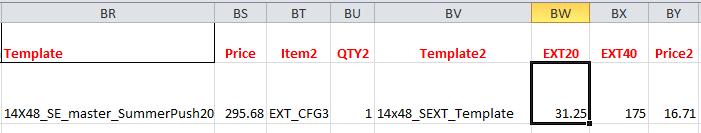 BR BS BT BU BV BW BX BY
Template Price Item2 QTY2 Template2 EXT20 EXT40 Price2
14X48_SE_master_SummerPush20 295.68 EXT_CFG3 1 14x48_SEXT_Template 31.25 175 16.71